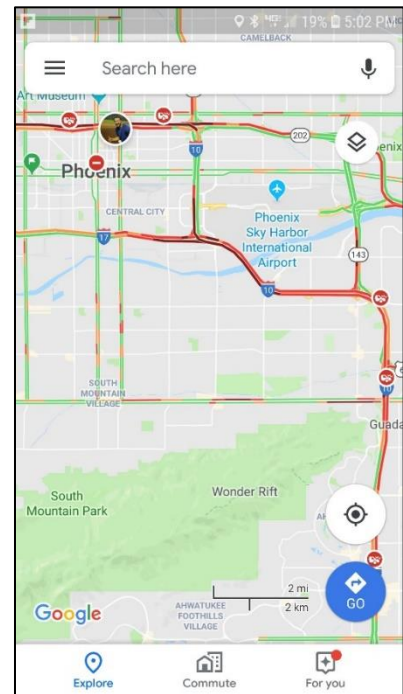 4G 19% 5:02 PM
CAMELBACK
Search here
Art Museum
202
Phoenix
10
CENTRAL CITY
Phoenix
Sky Harbor
International
Airport
17
143
10
SOUTH
MOUNTAIN
VILLAGE
10
Guada
South
Mountain Park
Wonder Rift
2 mi
2 km
GO
Google
AHWATUKEE
FOOTHILLS
VILLAGE
Explore
Commute
For you